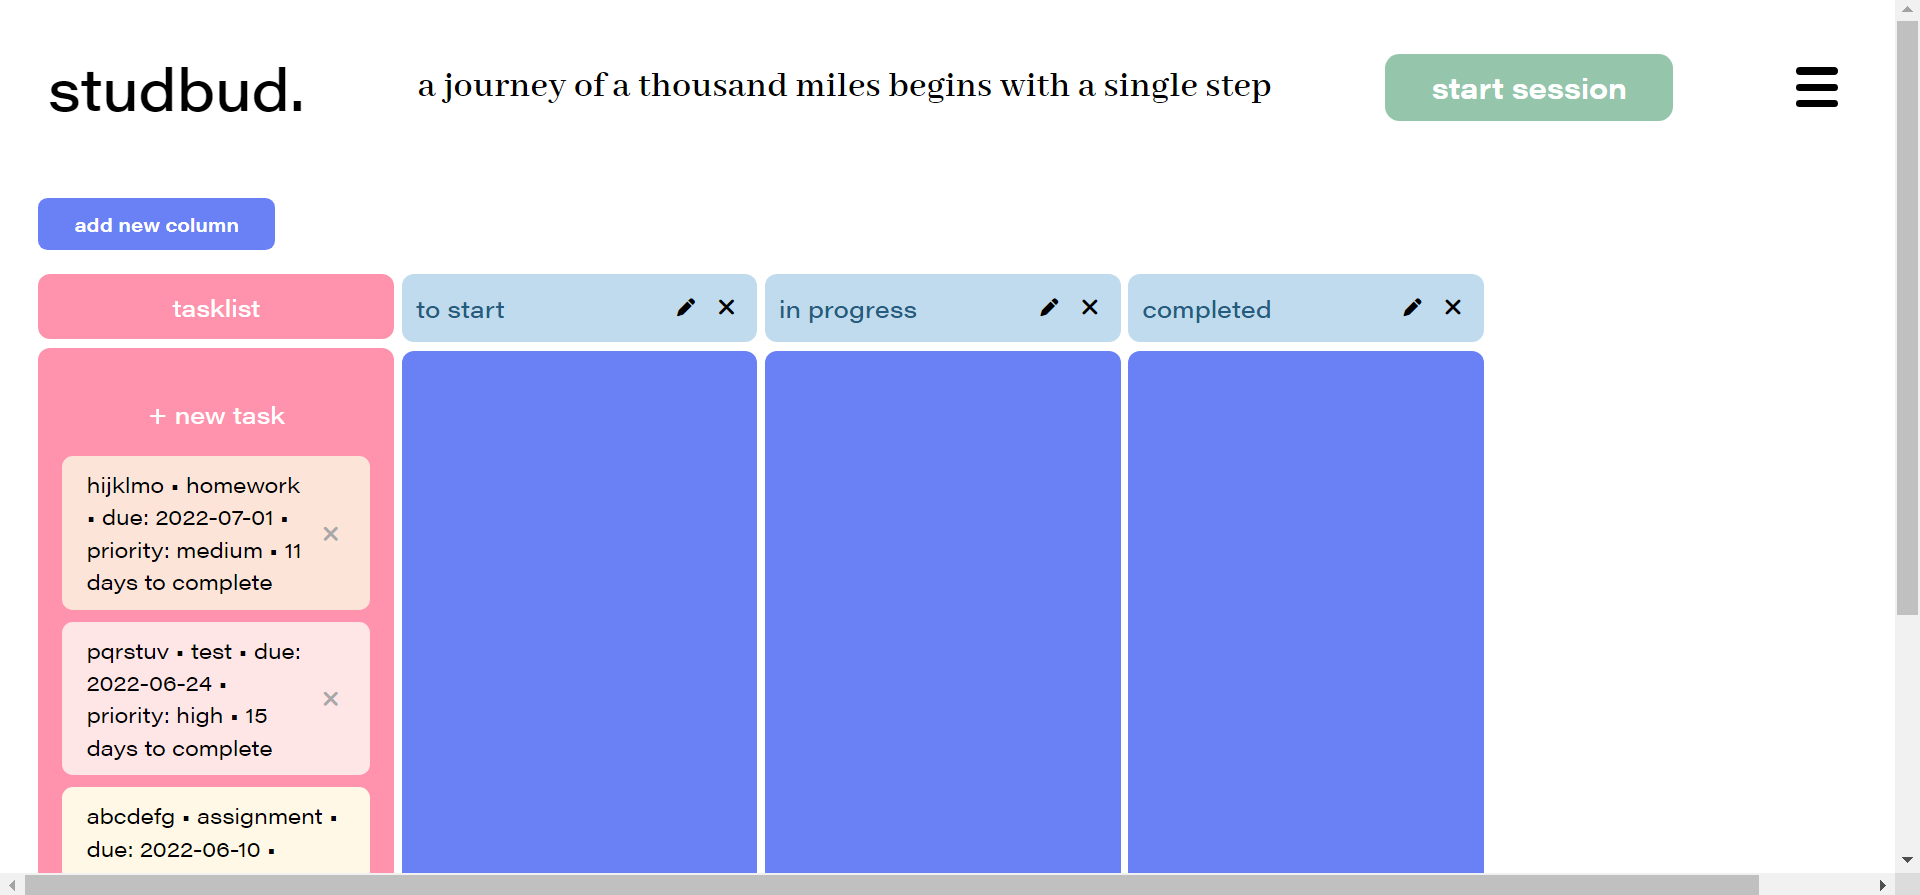 studbud.
a journey of a thousand miles begins with a single step
start session
add new column
tasklist
to start
in progress
completed
+ new task
hijklmo ▪ homework
▪ due: 2022-07-01 ▪
priority: medium ▪ 11
days to complete
pqrstuv ▪ test ▪ due:
2022-06-24 ▪
priority: high ▪ 15
days to complete
abcdefg ▪ assignment ▪
due: 2022-06-10 ▪